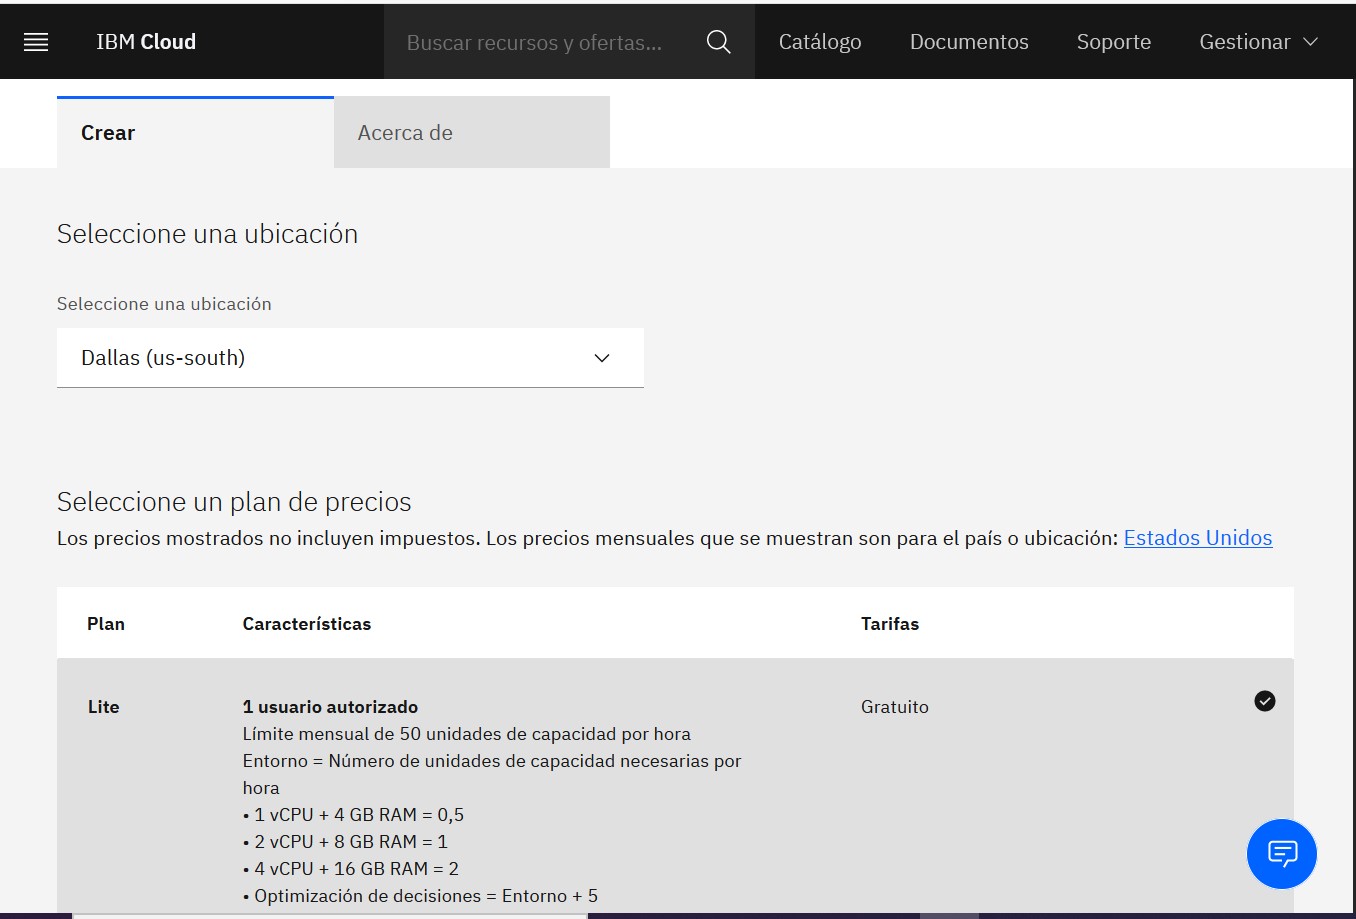 IBM Cloud
Buscar recursos y ofertas...
Catálogo
Documentos
Soporte
Gestionar
Crear
Acerca de
Seleccione una ubicación
Seleccione una ubicación
Dallas (us-south)
Seleccione un plan de precios
Los precios mostrados no incluyen impuestos. Los precios mensuales que se muestran son para el país o ubicación: Estados Unidos
Plan
Características
Tarifas
Lite
1 usuario autorizado
Gratuito
Límite mensual de 50 unidades de capacidad por hora
Entorno = Número de unidades de capacidad necesarias por
hora
• 1 vCPU + 4 GB RAM = 0,5
• 2 vCPU + 8 GB RAM = 1
• 4 vCPU + 16 GB RAM = 2
• Optimización de decisiones = Entorno + 5